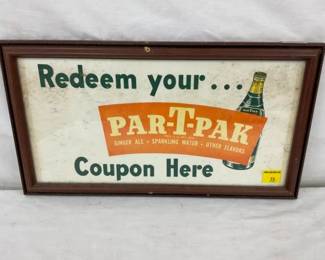 Redeem your...
PAR-T-PAK
GINGER ALE • SPARKLING WATER • OTHER FLAVORS
Coupon Here